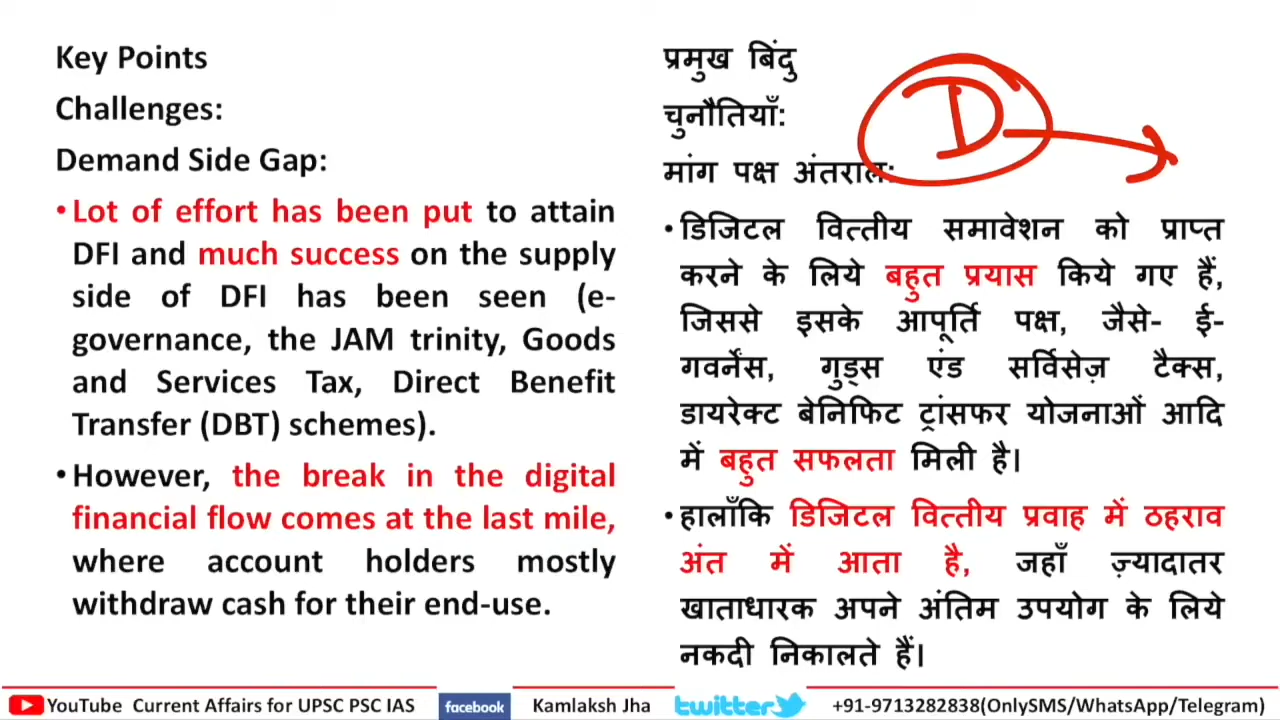 Key Points
Challenges:
Demand Side Gap:
•Lot of effort has been put to attain
DFI and much success on the supply
side of DFI has been seen (e-
governance, the JAM trinity, Goods
and Services Tax, Direct Benefit
Transfer (DBT) schemes).
•However, the break in the digital
financial flow comes at the last mile,
where account holders mostly
withdraw cash for their end-use.
प्रमुख बिंदु
चुनौतियाँ:
मांग पक्ष अंतराल:
D
•डिजिटल वित्तीय समावेशन को प्राप्त
करने के लिये बहुत प्रयास किये गए हैं,
जिससे इसके आपूर्ति पक्ष, जैसे- ई-
गवर्नेंस, गुड्स एंड सर्विसेज़ टैक्स,
डायरेक्ट बेनिफिट ट्रांसफर योजनाओं आदि
में बहुत सफलता मिली है।
•हालाँकि डिजिटल वित्तीय प्रवाह में ठहराव
अंत में आता है, जहाँ ज़्यादातर
खाताधारक अपने अंतिम उपयोग के लिये
नकदी निकालते हैं।
YouTube Current Affairs for UPSC PSC IAS facebook Kamlaksh Jha twitter +91-9713282838(OnlySMS/WhatsApp/Telegram)